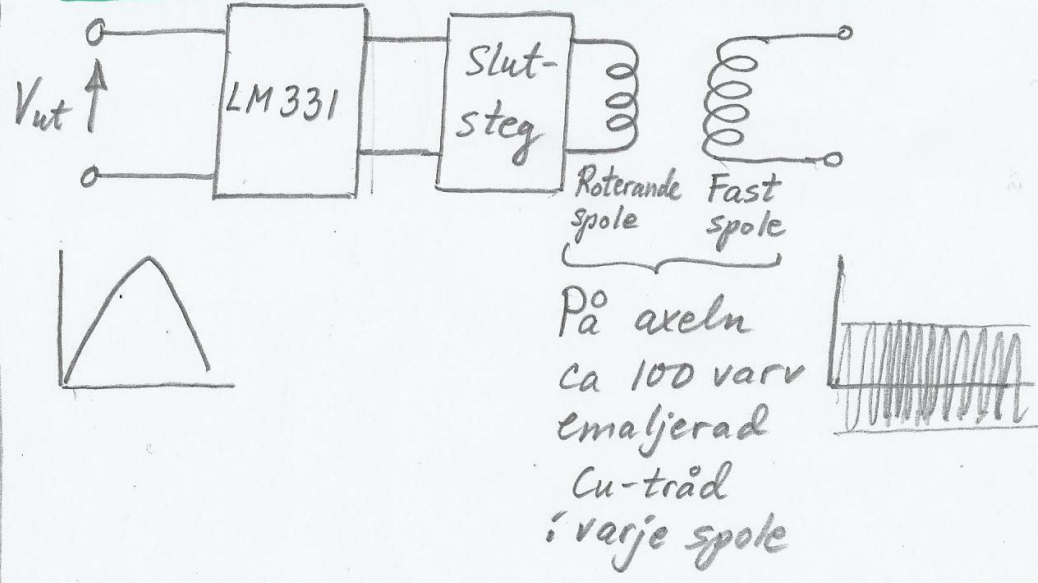 Vut
LM331
Slut-
steg
Roterande
spole
Fast
spole
På axeln
ca 100 varv
emaljerad
Cu-tråd
i varje spole